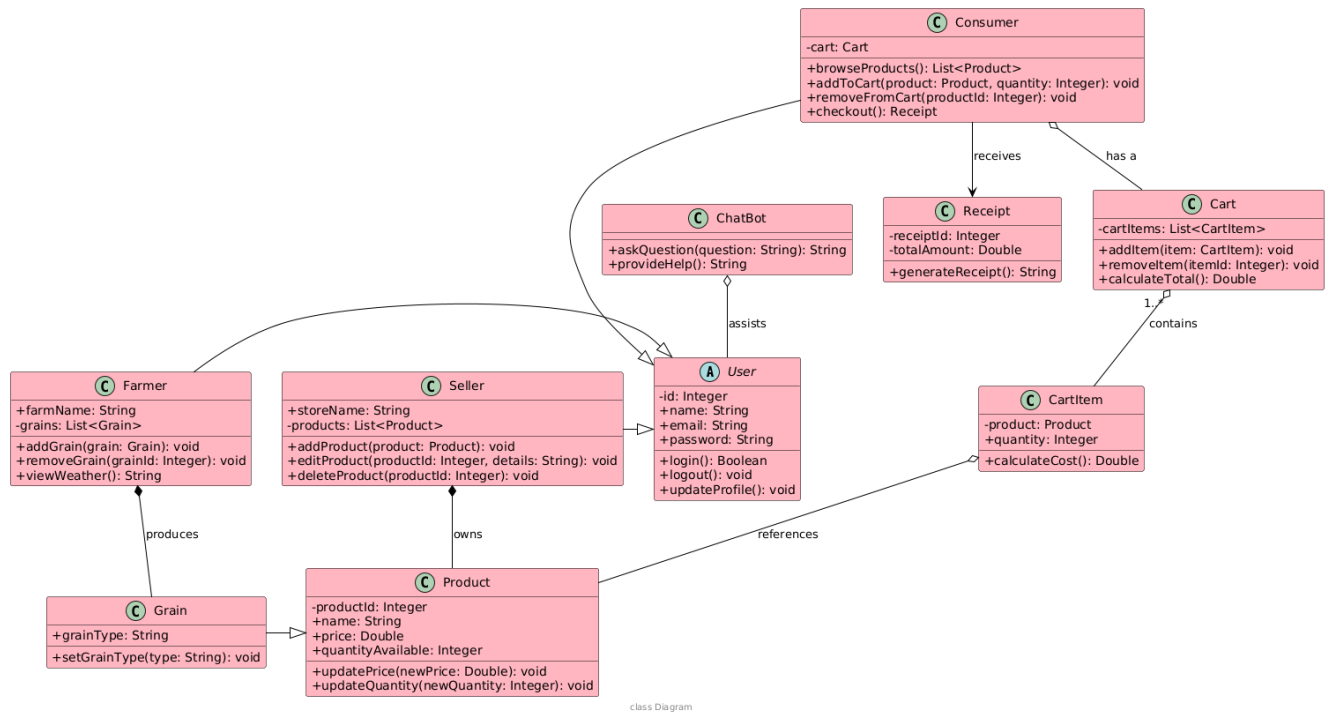 C Consumer
-cart: Cart
+browseProducts(): List<Product>
+addToCart(product: Product, quantity: Integer): void
+removeFromCart(productId: Integer): void
+checkout(): Receipt
receives
has a
C ChatBot
+askQuestion(question: String): String
+provideHelp(): String
C Receipt
-receiptId: Integer
-totalAmount: Double
+generateReceipt(): String
C Cart
-cartItems: List<CartItem>
+addItem(item: CartItem): void
+removeItem(itemId: Integer): void
+calculateTotal(): Double
1..*
assists
contains
C Farmer
+farmName: String
-grains: List<Grain>
+addGrain(grain: Grain): void
+removeGrain(grainId: Integer): void
+viewWeather(): String
C Seller
+storeName: String
-products: List<Product>
+addProduct(product: Product): void
+editProduct(productId: Integer, details: String): void
+deleteProduct(productId: Integer): void
A User
-id: Integer
+name: String
+email: String
+password: String
+login(): Boolean
+logout(): void
+updateProfile(): void
C CartItem
-product: Product
+quantity: Integer
+calculateCost(): Double
produces
owns
references
C Grain
+grainType: String
+setGrainType(type: String): void
C Product
-productId: Integer
+name: String
+price: Double
+quantityAvailable: Integer
+updatePrice(newPrice: Double): void
+updateQuantity(newQuantity: Integer): void
class Diagram